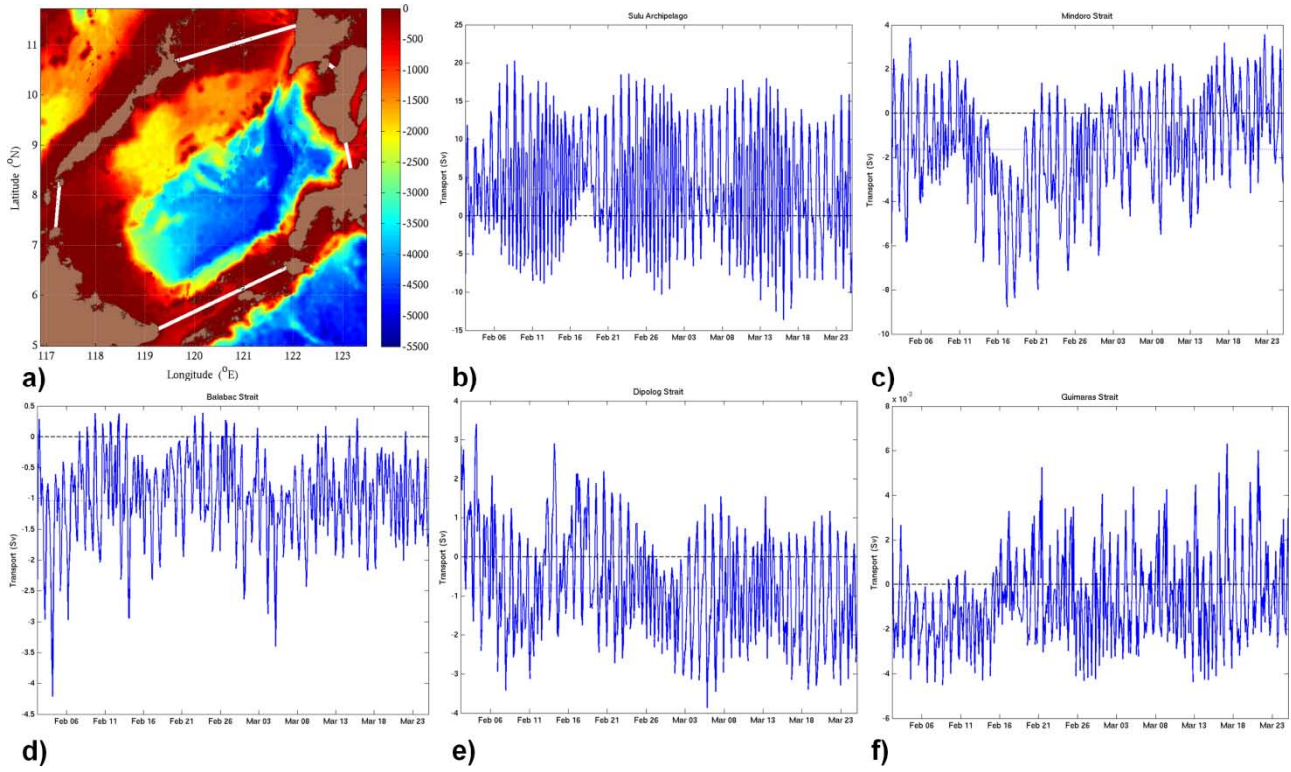 0
-500
-1000
-1500
-2000
-2500
-3000
-3500
-4000
-4500
-5000
-5500
11
10
9
8
7
6
5
Latitude (°N)
117 118 119 120 121 122 123
Longitude (°E)
a)
Sulu Archipelago
Transport (Sv)
25
20
15
10
5
0
-5
-10
-15
Feb 06 Feb 11 Feb 16 Feb 21 Feb 26 Mar 03 Mar 08 Mar 13 Mar 18 Mar 23
b)
Mindoro Strait
Transport (Sv)
4
2
0
-2
-4
-6
-8
-10
Feb 06 Feb 11 Feb 16 Feb 21 Feb 26 Mar 03 Mar 08 Mar 13 Mar 18 Mar 23
c)
Balabac Strait
Transport (Sv)
0.5
0
-0.5
-1
-1.5
-2
-2.5
-3
-3.5
-4
-4.5
Feb 06 Feb 11 Feb 16 Feb 21 Feb 26 Mar 03 Mar 08 Mar 13 Mar 18 Mar 23
d)
Dipolog Strait
Transport (Sv)
4
3
2
1
0
-1
-2
-3
-4
Feb 06 Feb 11 Feb 16 Feb 21 Feb 26 Mar 03 Mar 08 Mar 13 Mar 18 Mar 23
e)
Guimaras Strait
x 10⁻³
Transport (Sv)
8
6
4
2
0
-2
-4
-6
Feb 06 Feb 11 Feb 16 Feb 21 Feb 26 Mar 03 Mar 08 Mar 13 Mar 18 Mar 23
f)